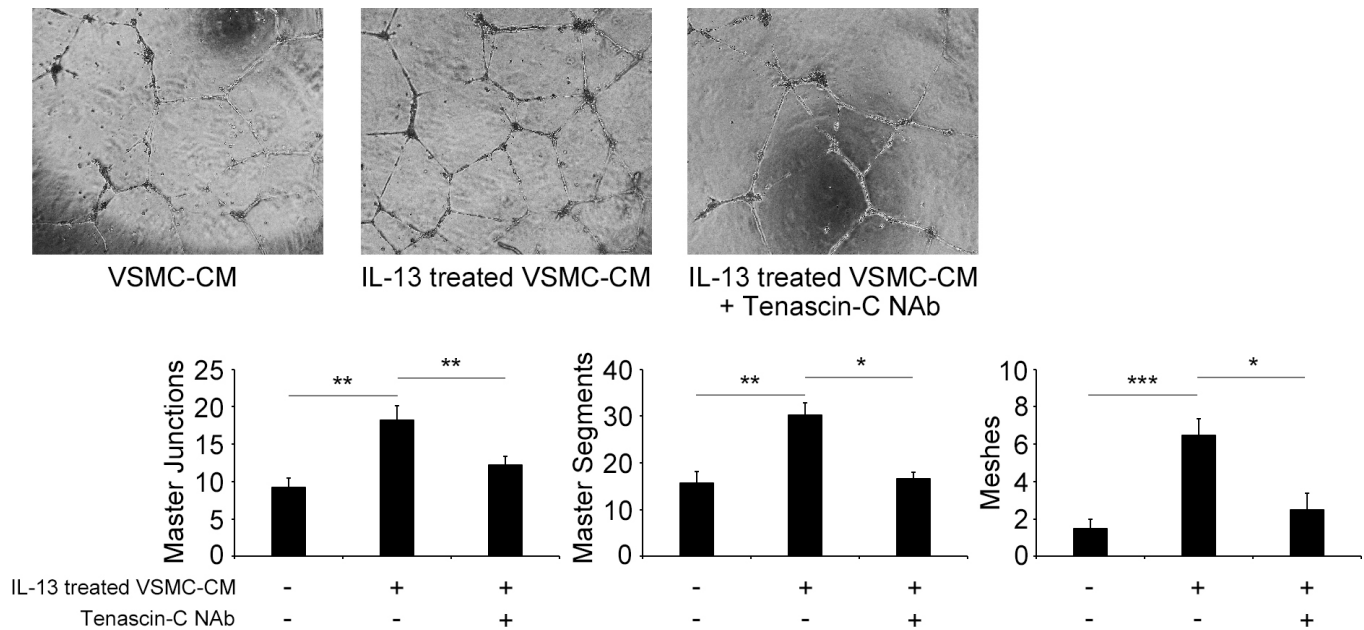 VSMC-CM
IL-13 treated VSMC-CM
IL-13 treated VSMC-CM
+ Tenascin-C NAb
Master Junctions
25
20
15
10
5
0
**
**
Master Segments
40
30
20
10
0
**
*
Meshes
10
8
6
4
2
0
***
*
IL-13 treated VSMC-CM - + + - + + - + +
Tenascin-C NAb - - + - - + - - +